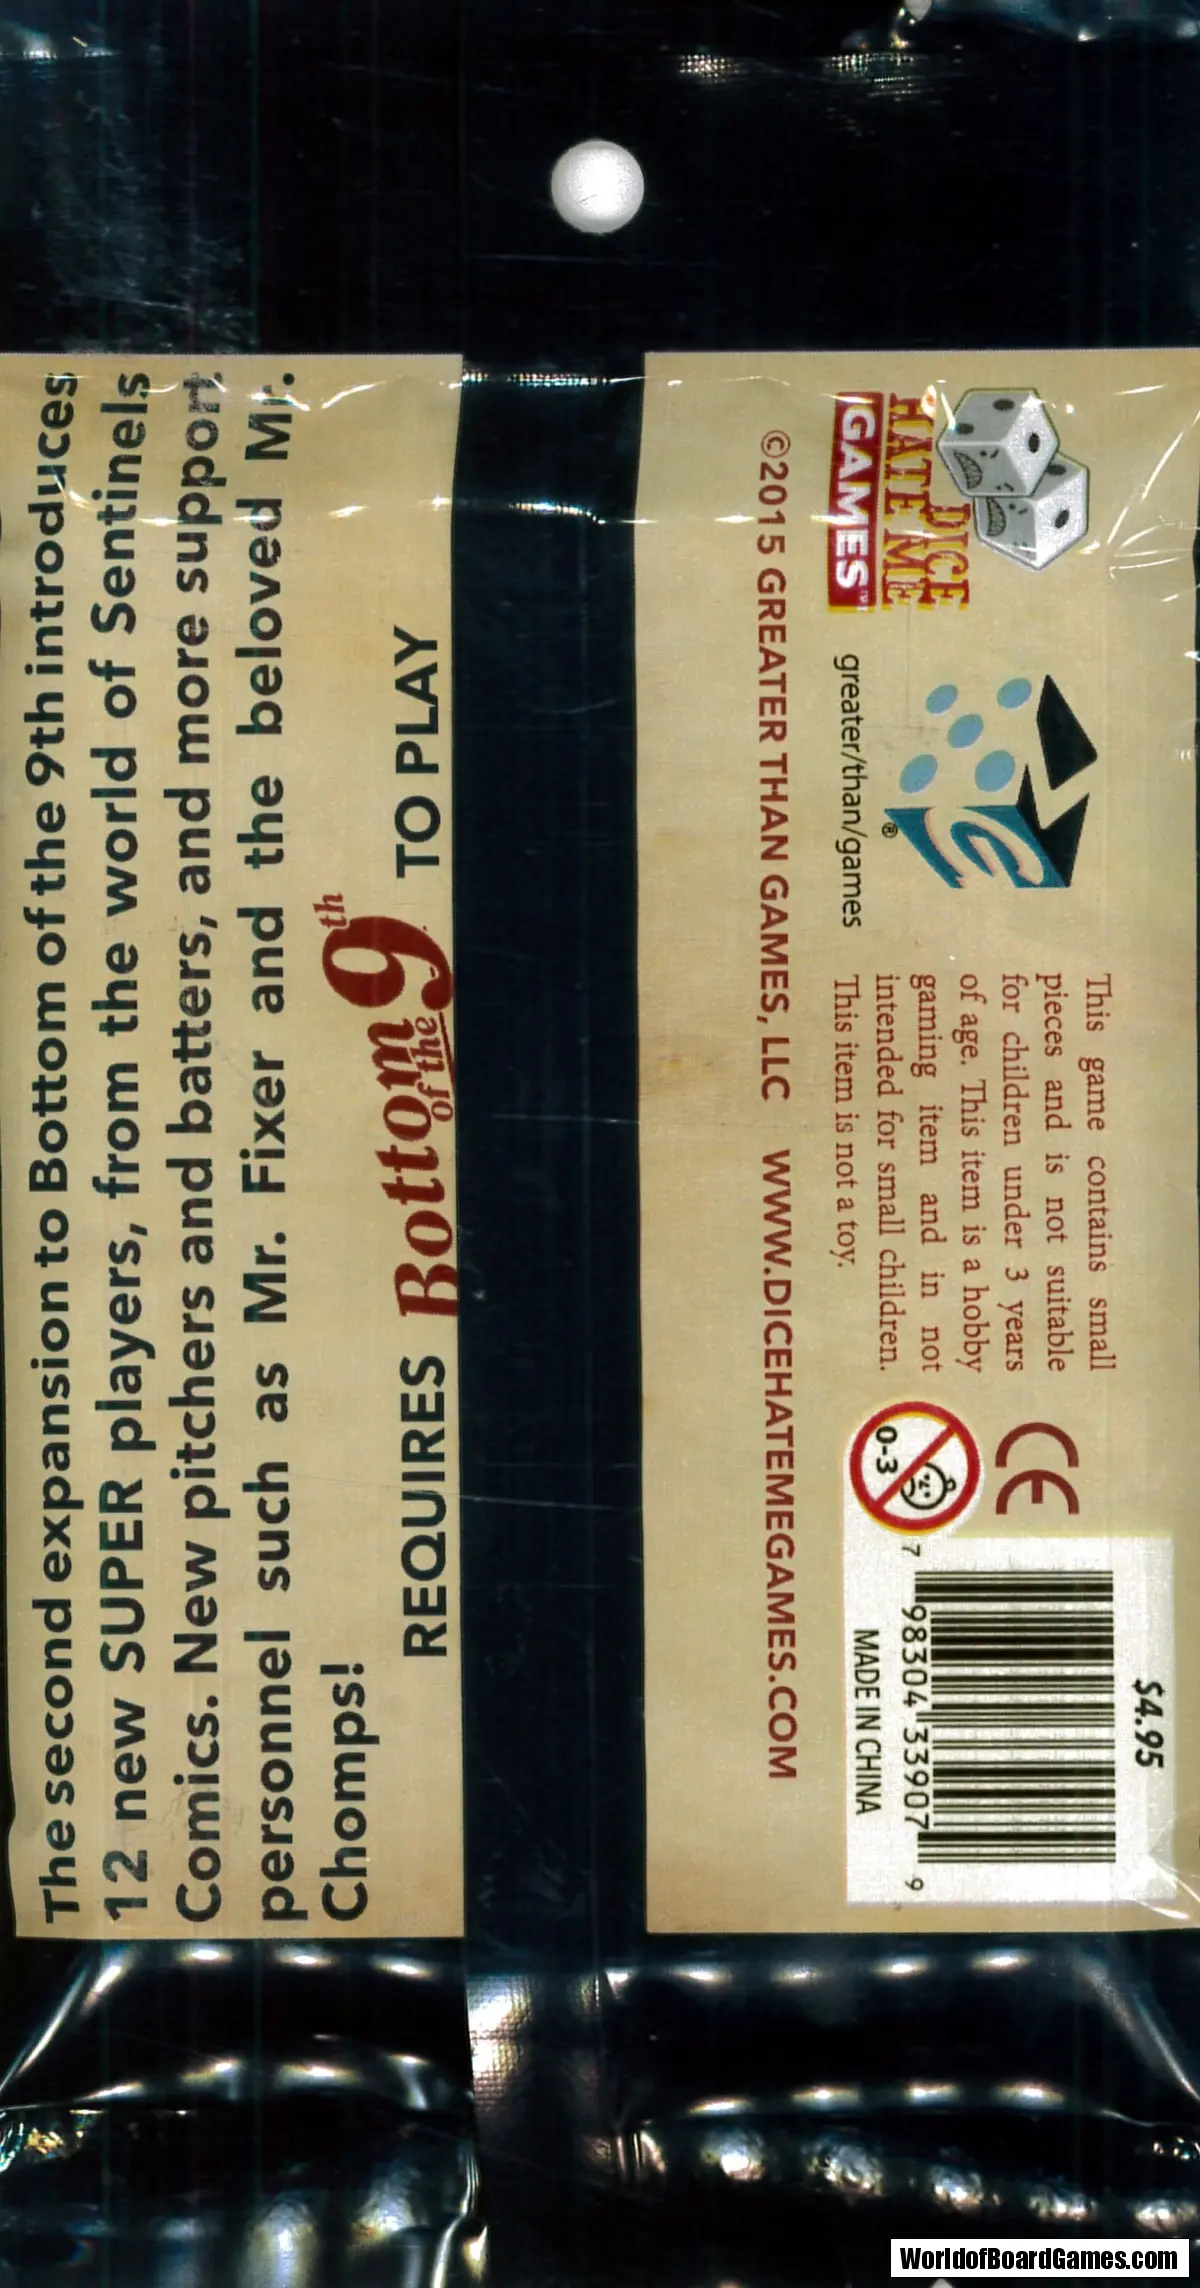 The second expansion to Bottom of the 9th introduces
12 new SUPER players, from the world of Sentinels
Comics. New pitchers and batters, and more support
personnel such as Mr. Fixer and the beloved Mr.
Chomps!
REQUIRES Bottom of the 9th TO PLAY
DICE
HATE ME
GAMES™
greater/than/games®
This game contains small
pieces and is not suitable
for children under 3 years
of age. This item is a hobby
gaming item and in not
intended for small children.
This item is not a toy.
CE
0-3
$4.95
7 98304 33907 9
MADE IN CHINA
©2015 GREATER THAN GAMES, LLC WWW.DICEHATEMEGAMES.COM
WorldofBoardGames.com